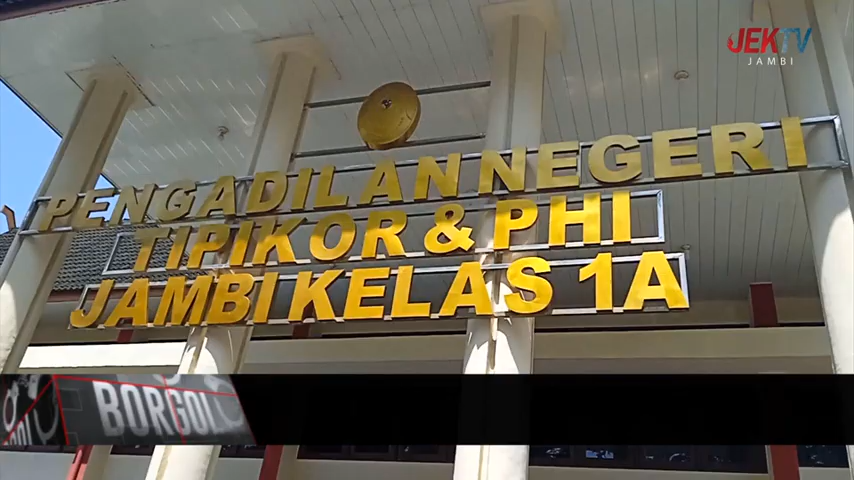 JEKTV
JAMBI
PENGADILAN NEGERI
TIPIKOR & PHI
JAMBI KELAS 1A
BORGOL